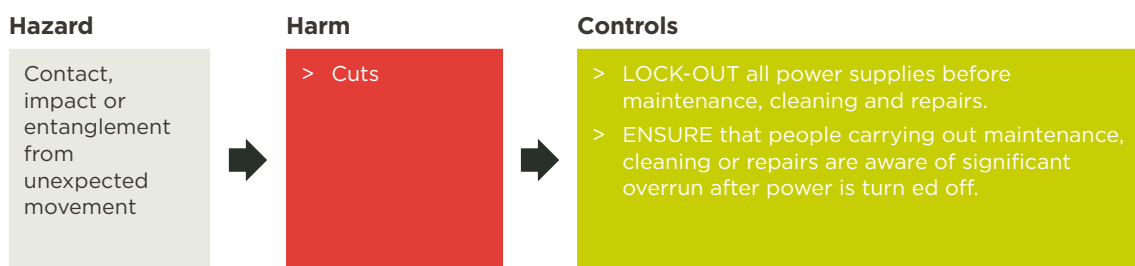 Hazard
Contact,
impact or
entanglement
from
unexpected
movement
Harm
> Cuts
Controls
> LOCK-OUT all power supplies before
maintenance, cleaning and repairs.
> ENSURE that people carrying out maintenance,
cleaning or repairs are aware of significant
overrun after power is turn ed off.